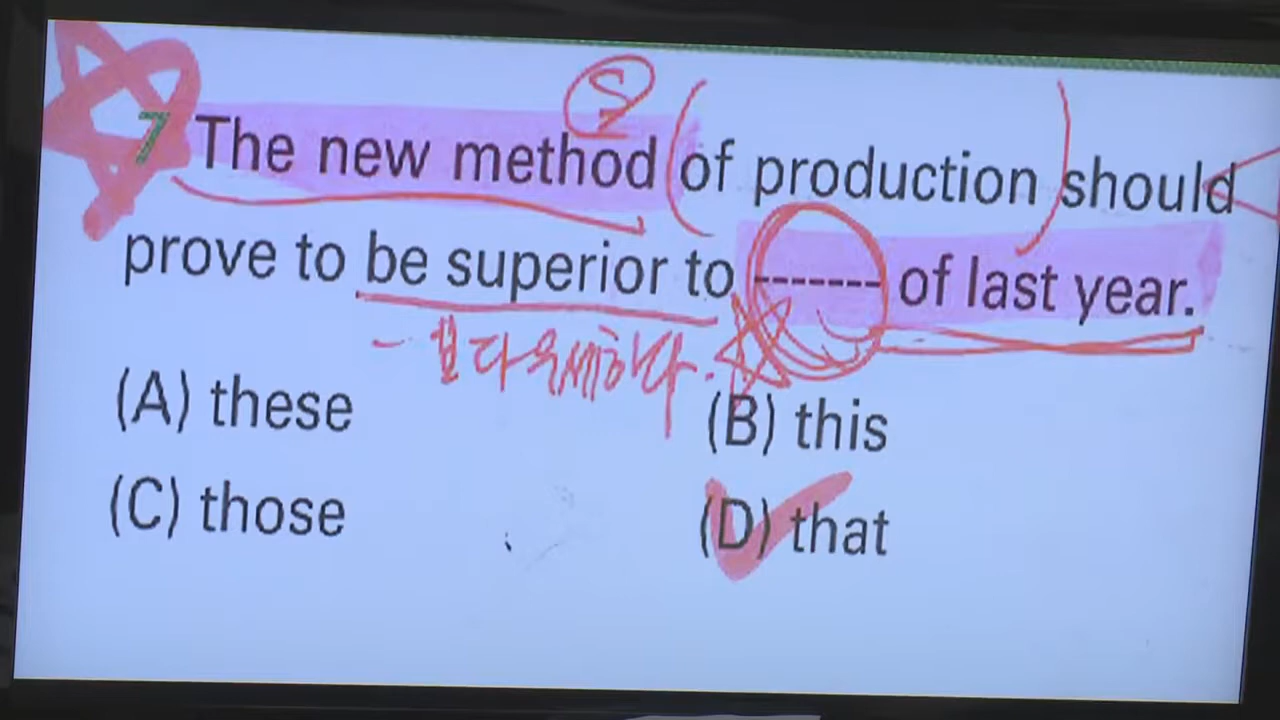 S
7 The new method (of production) should
prove to be superior to ------- of last year.
~보다 우세하다.
(A) these
(B) this
(C) those
(D) that